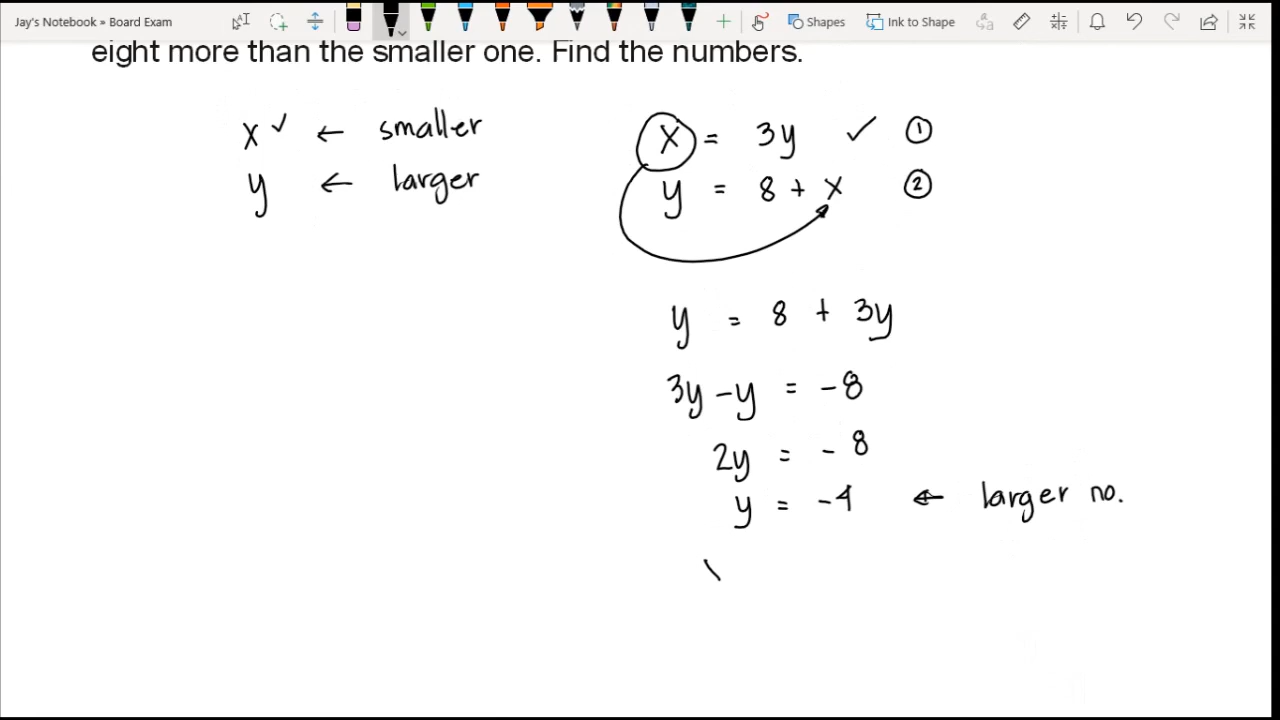 Jay's Notebook » Board Exam
Shapes
Ink to Shape
eight more than the smaller one. Find the numbers.
x ✓ ← smaller
y ← larger
x = 3y ✓ ①
y = 8 + x ②
y = 8 + 3y
3y - y = -8
2y = - 8
y = -4 ← larger no.